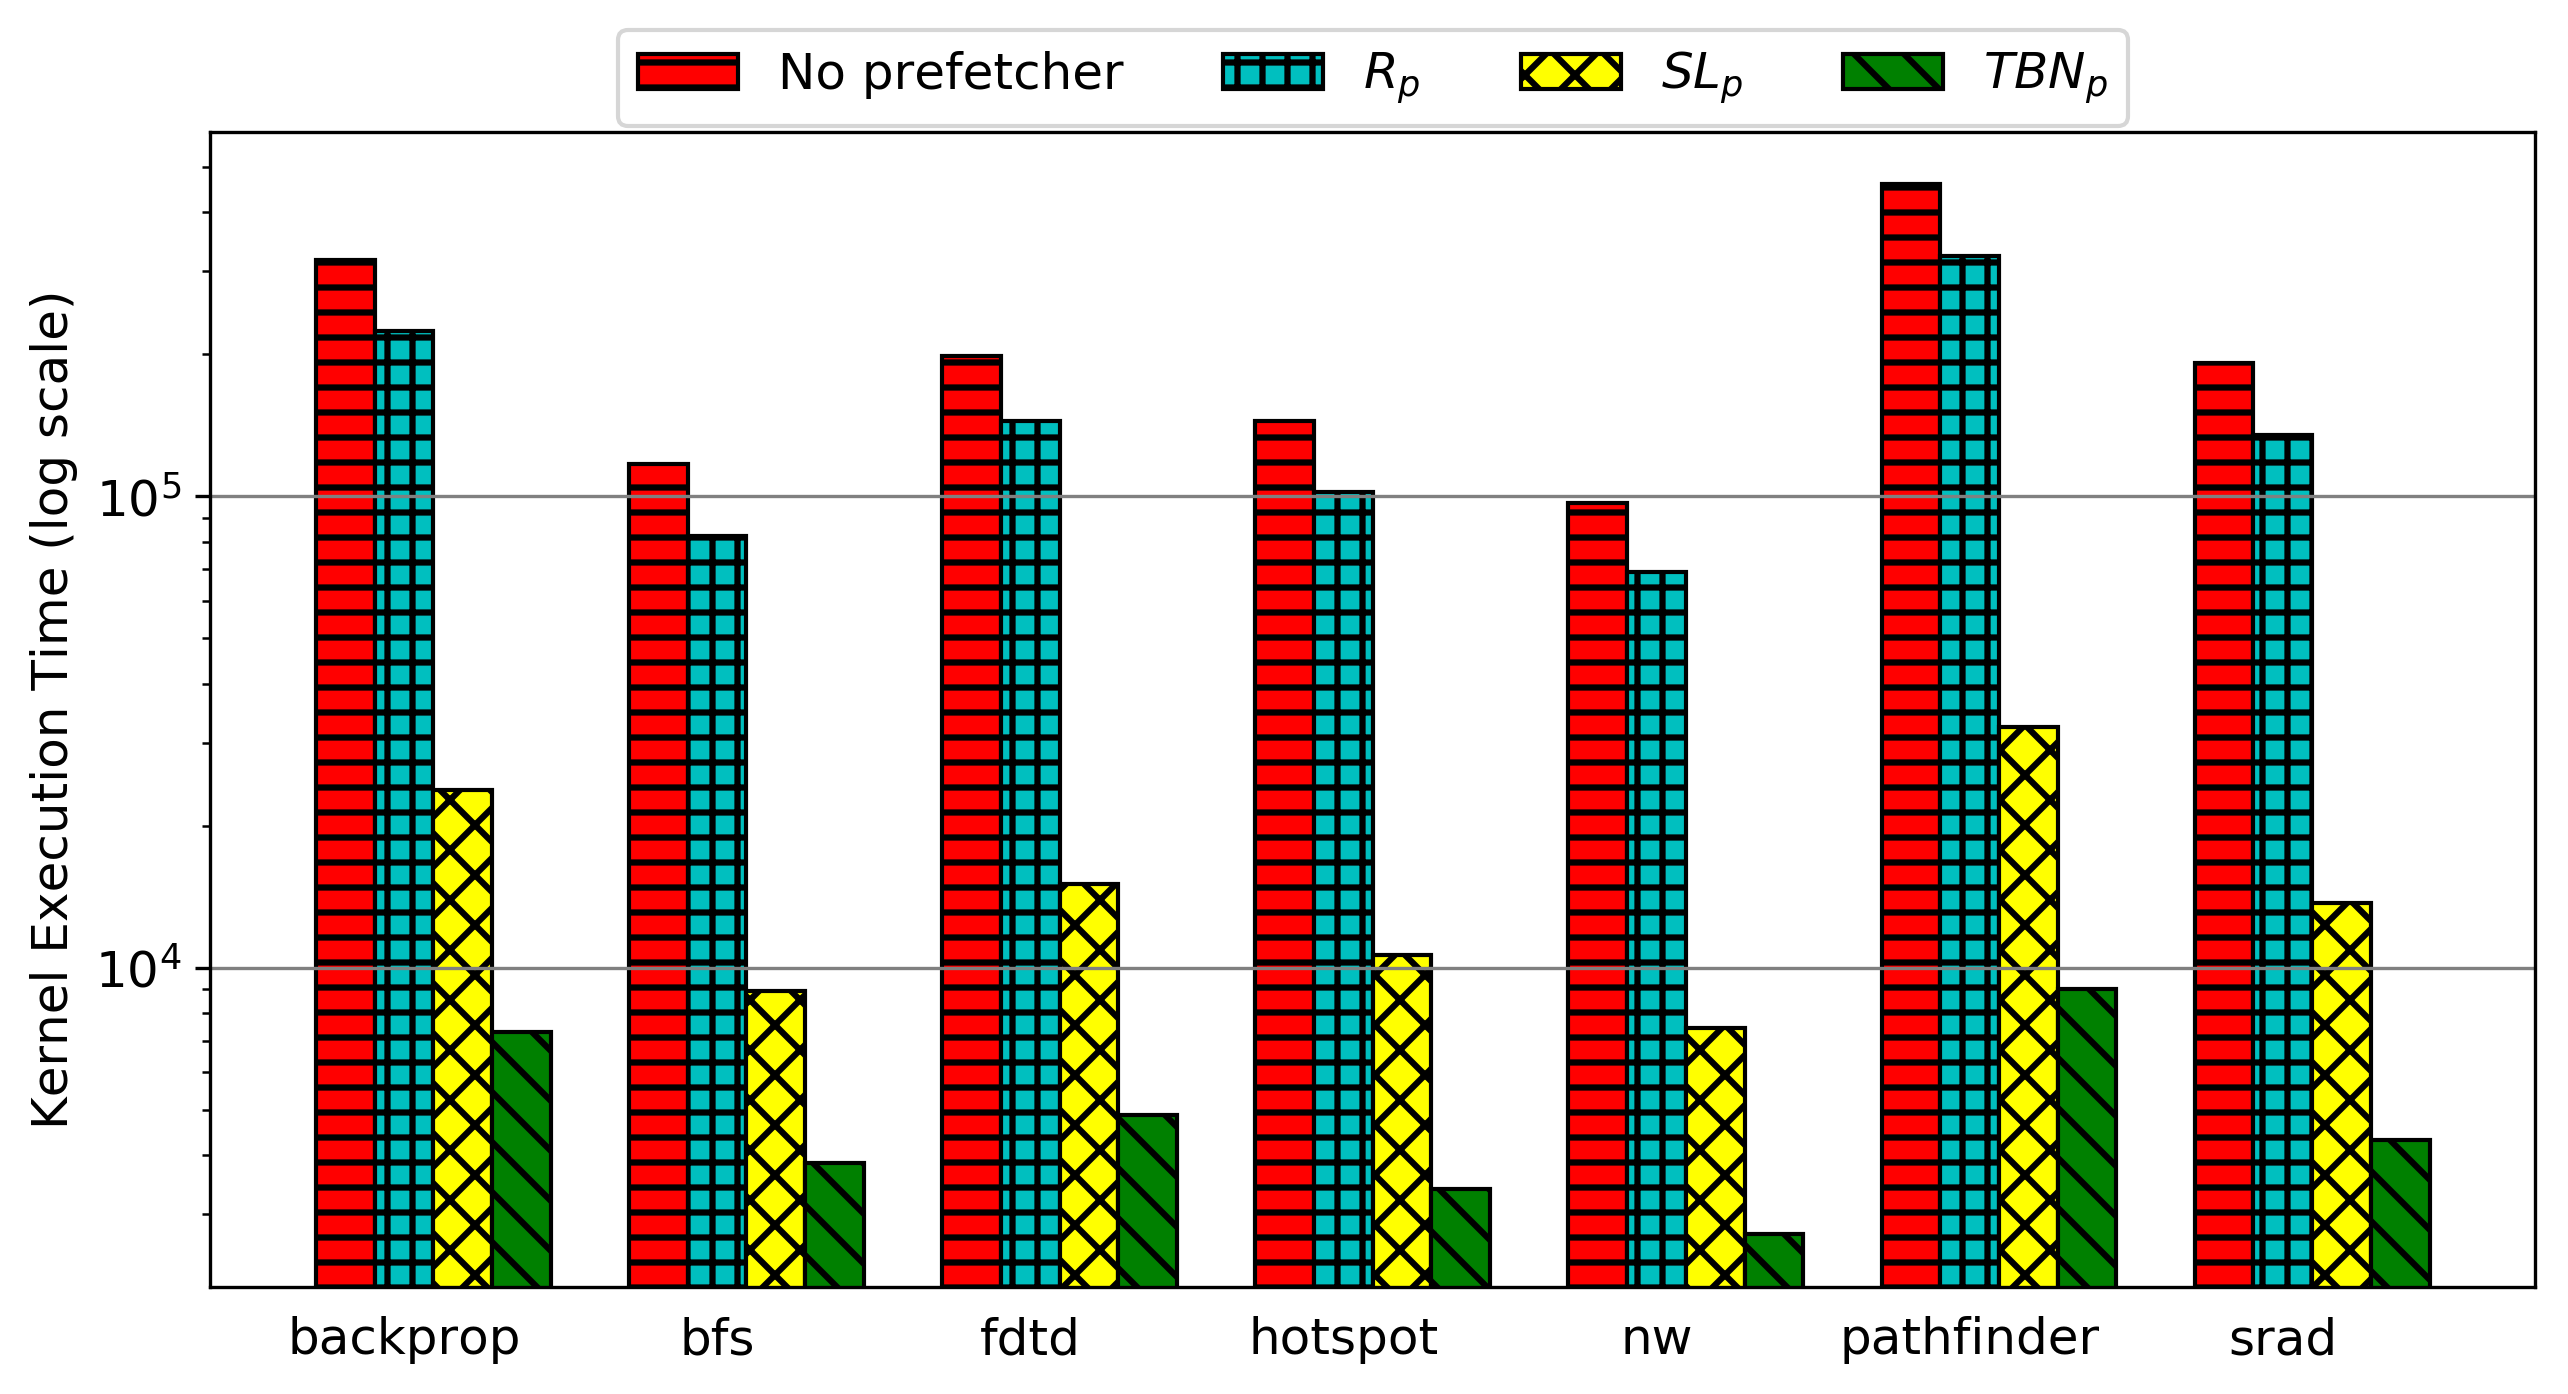 No prefetcher R_p SL_p TBN_p
Kernel Execution Time (log scale)
10^5
10^4
backprop bfs fdtd hotspot nw pathfinder srad